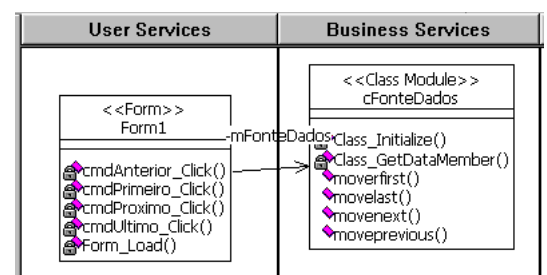 User Services
Business Services
<<Form>>
Form1
cmdAnterior_Click()
cmdPrimeiro_Click()
cmdProximo_Click()
cmdUltimo_Click()
Form_Load()
-mFonteDados
<<Class Module>>
cFonteDados
Class_Initialize()
Class_GetDataMember()
moverfirst()
movelast()
movenext()
moveprevious()